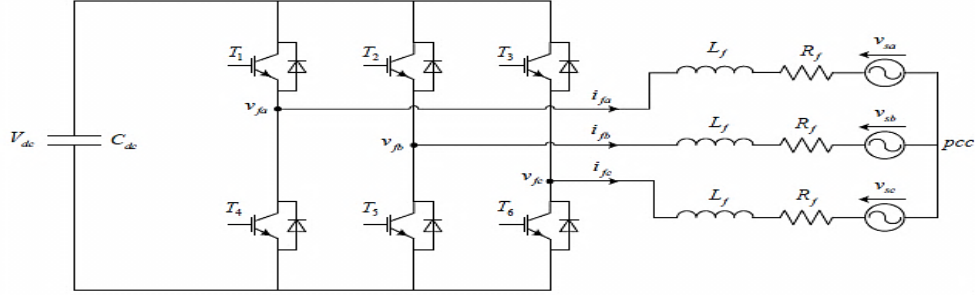 L_f R_f v_sa
T_1 T_2 T_3
i_fa
v_fa
V_dc C_dc v_fb i_fb L_f R_f v_sb pcc
v_fc i_fc
T_4 T_5 T_6 L_f R_f v_sc